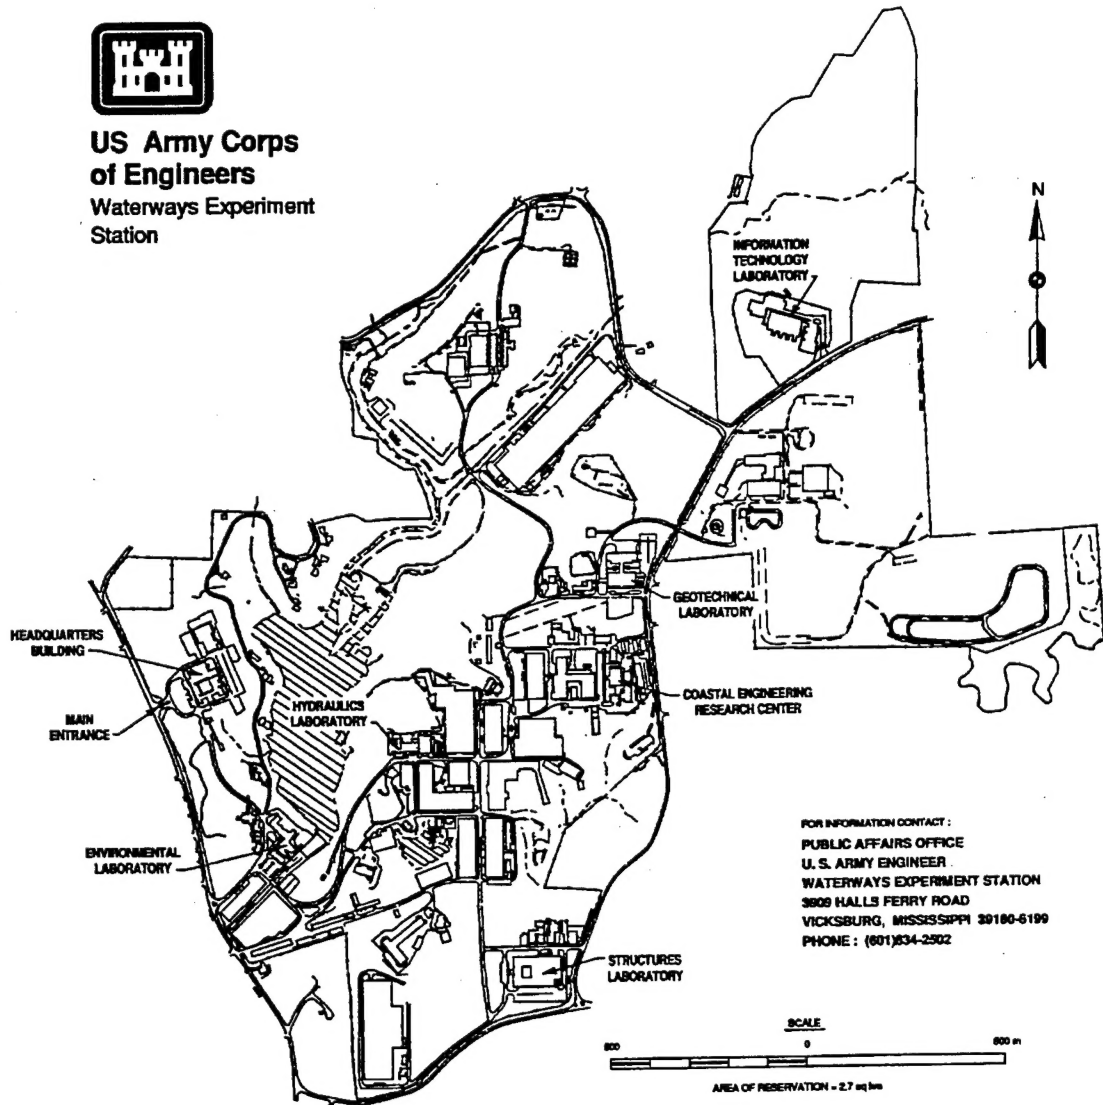 US Army Corps
of Engineers
Waterways Experiment
Station
N
INFORMATION
TECHNOLOGY
LABORATORY
GEOTECHNICAL
LABORATORY
HEADQUARTERS
BUILDING
MAIN
ENTRANCE
HYDRAULICS
LABORATORY
COASTAL ENGINEERING
RESEARCH CENTER
ENVIRONMENTAL
LABORATORY
FOR INFORMATION CONTACT :
PUBLIC AFFAIRS OFFICE
U. S. ARMY ENGINEER
WATERWAYS EXPERIMENT STATION
3909 HALLS FERRY ROAD
VICKSBURG, MISSISSIPPI 39180-6199
PHONE : (601)634-2502
STRUCTURES
LABORATORY
SCALE
0
m
AREA OF RESERVATION = 2.7 sq